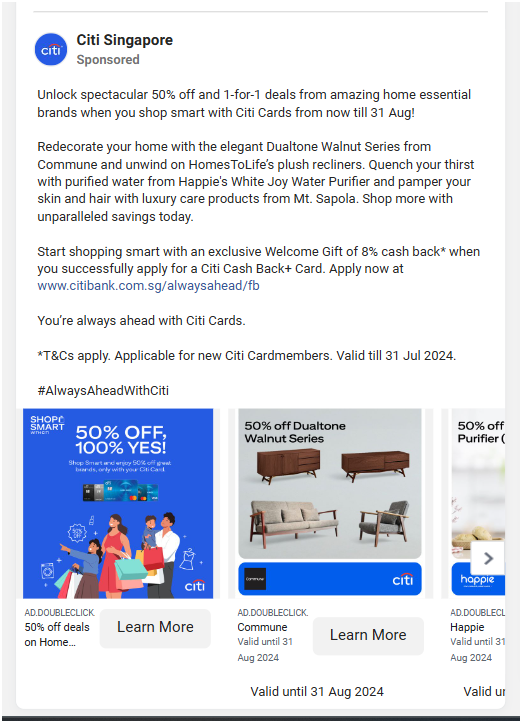 Citi Singapore
Sponsored
Unlock spectacular 50% off and 1-for-1 deals from amazing home essential
brands when you shop smart with Citi Cards from now till 31 Aug!
Redecorate your home with the elegant Dualtone Walnut Series from
Commune and unwind on HomesToLife's plush recliners. Quench your thirst
with purified water from Happie's White Joy Water Purifier and pamper your
skin and hair with luxury care products from Mt. Sapola. Shop more with
unparalleled savings today.
Start shopping smart with an exclusive Welcome Gift of 8% cash back* when
you successfully apply for a Citi Cash Back+ Card. Apply now at
www.citibank.com.sg/alwaysahead/fb
You're always ahead with Citi Cards.
*T&Cs apply. Applicable for new Citi Cardmembers. Valid till 31 Jul 2024.
#AlwaysAheadWithCiti
SHOP
SMART
WITH CITI
50% OFF,
100% YES!
Shop Smart and enjoy 50% off great
brands, only with your Citi Card.
citi
50% off Dualtone
Walnut Series
Commune
citi
50% off
Purifier (
happie
AD.DOUBLECLICK.
50% off deals
on Home...
Learn More
AD.DOUBLECLICK.
Commune
Valid until 31
Aug 2024
Learn More
AD.DOUBLECL
Happie
Valid until 31
Aug 2024
Valid until 31 Aug 2024
Valid ur